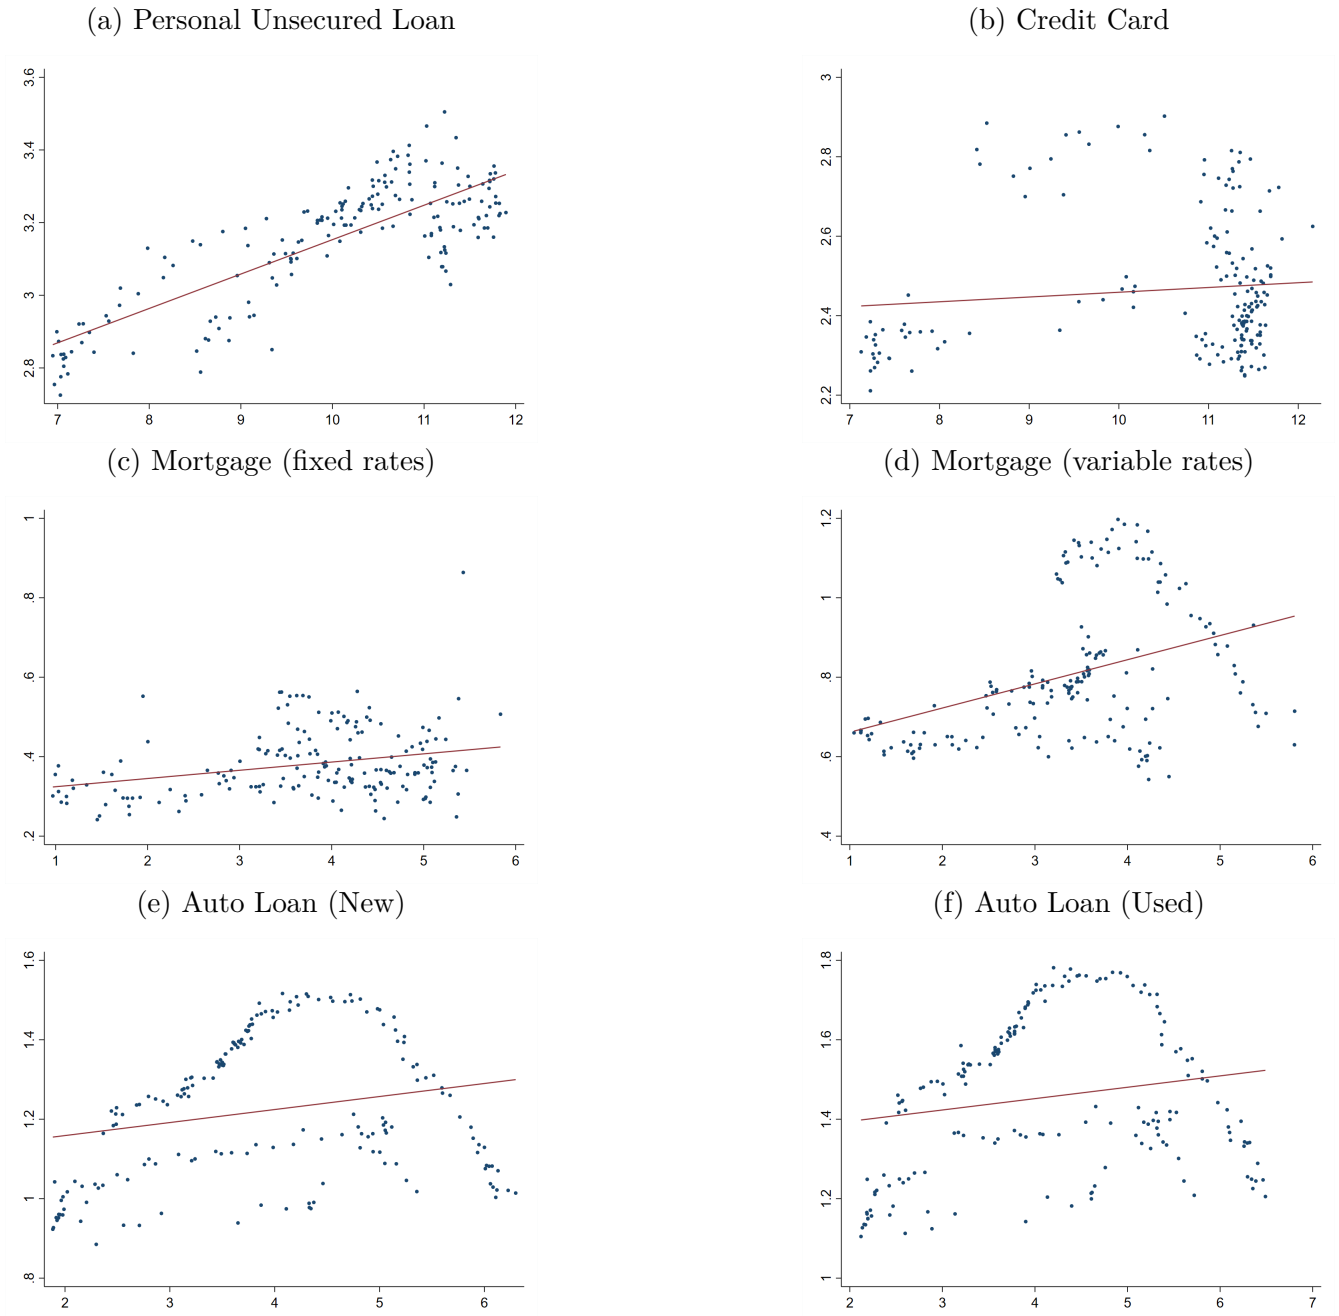 (a) Personal Unsecured Loan
(b) Credit Card
3.6
3.4
3.2
3
2.8
7 8 9 10 11 12
3
2.8
2.6
2.4
2.2
7 8 9 10 11 12
(c) Mortgage (fixed rates)
(d) Mortgage (variable rates)
1
.8
.6
.4
.2
1 2 3 4 5 6
1.2
1
.8
.6
.4
1 2 3 4 5 6
(e) Auto Loan (New)
(f) Auto Loan (Used)
1.6
1.4
1.2
1
.8
2 3 4 5 6
1.8
1.6
1.4
1.2
1
2 3 4 5 6 7